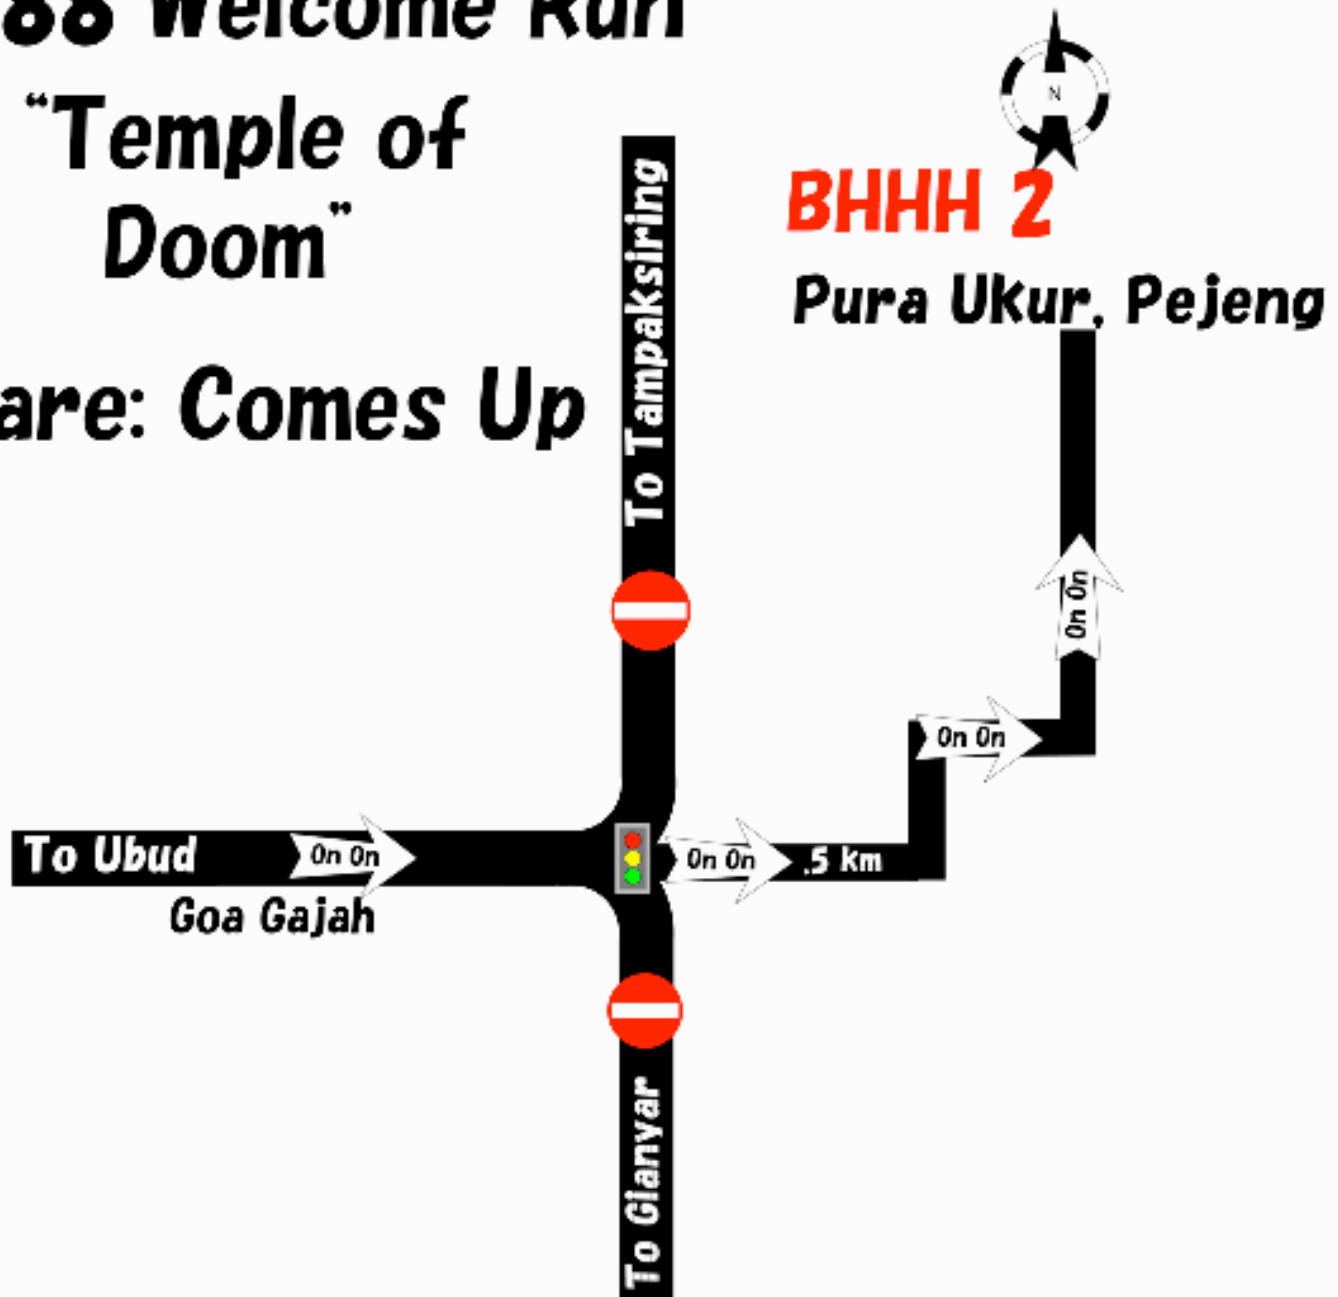 88 Welcome Run
"Temple of
Doom"
are: Comes Up
N
BHHH 2
Pura Ukur, Pejeng
To Tampaksiring
On On
On On
To Ubud
On On
On On
.5 km
Goa Gajah
To Gianyar